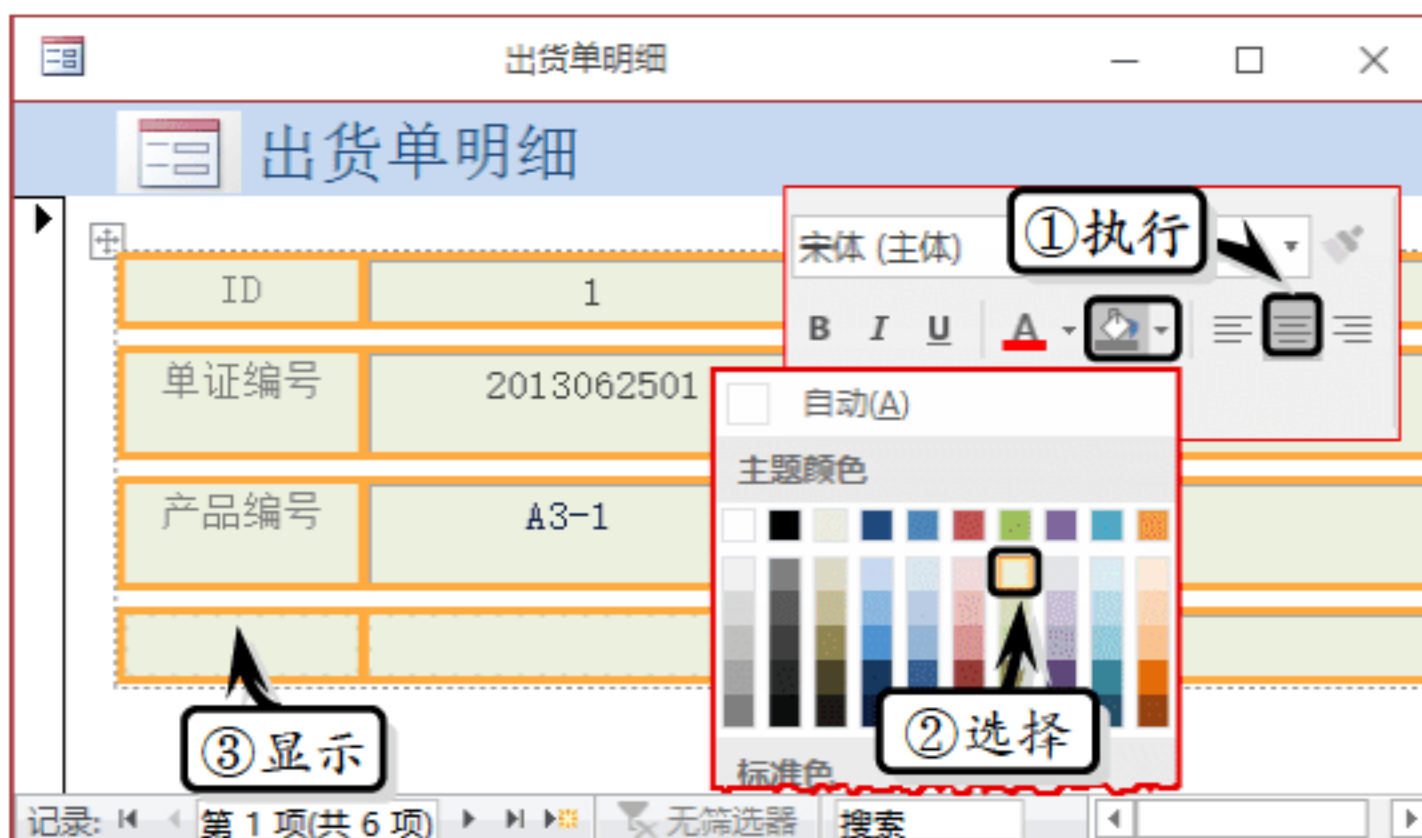 出货单明细
出货单明细
宋体 (主体)
①执行
B I U A
ID 1
单证编号 2013062501
自动(A)
主题颜色
产品编号 A3-1
②选择
③显示
标准色
记录: 第 1 项(共 6 项) 无筛选器 搜索